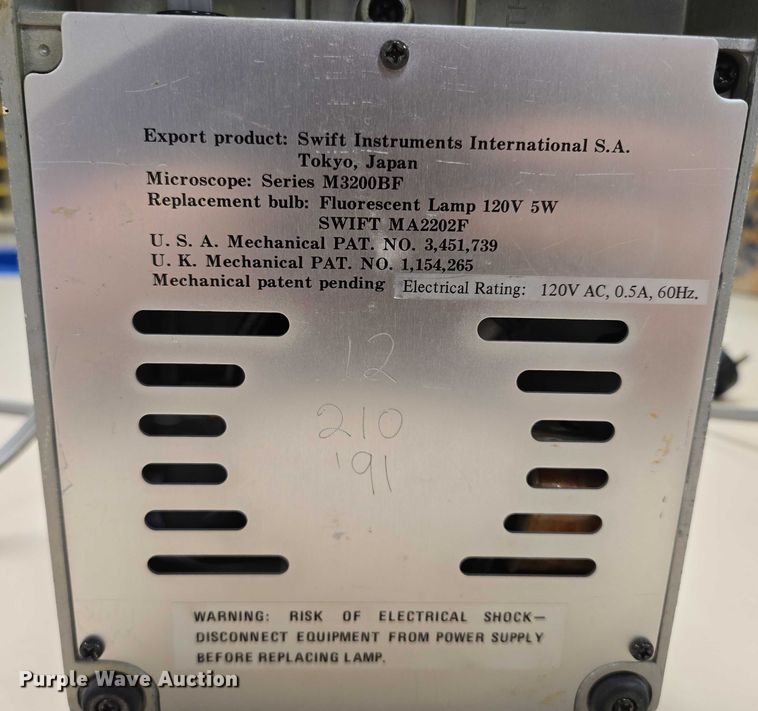 Export product: Swift Instruments International S.A.
Tokyo, Japan
Microscope: Series M3200BF
Replacement bulb: Fluorescent Lamp 120V 5W
SWIFT MA2202F
U. S. A. Mechanical PAT. NO. 3,451,739
U. K. Mechanical PAT. NO. 1,154,265
Mechanical patent pending Electrical Rating: 120V AC, 0.5A, 60Hz.
12
210
'91
WARNING: RISK OF ELECTRICAL SHOCK—
DISCONNECT EQUIPMENT FROM POWER SUPPLY
BEFORE REPLACING LAMP.
Purple Wave Auction